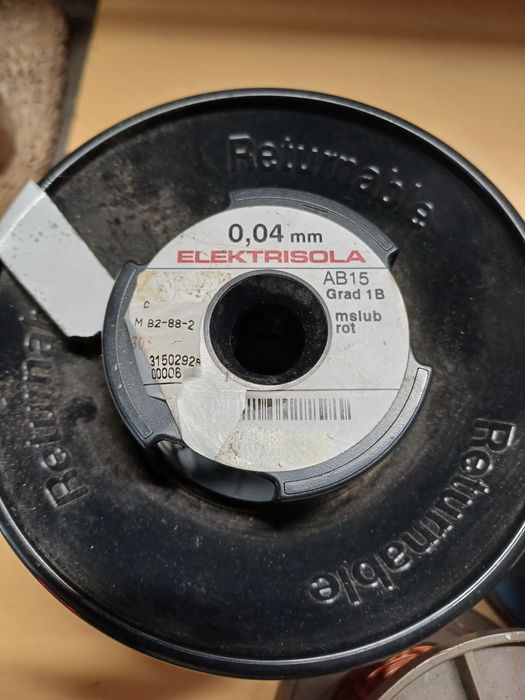 Returnable
0,04 mm
ELEKTRISOLA
AB15
Grad 1B
mslub
rot
M B2-88-2
3150292
00006
Returnable
Returnable